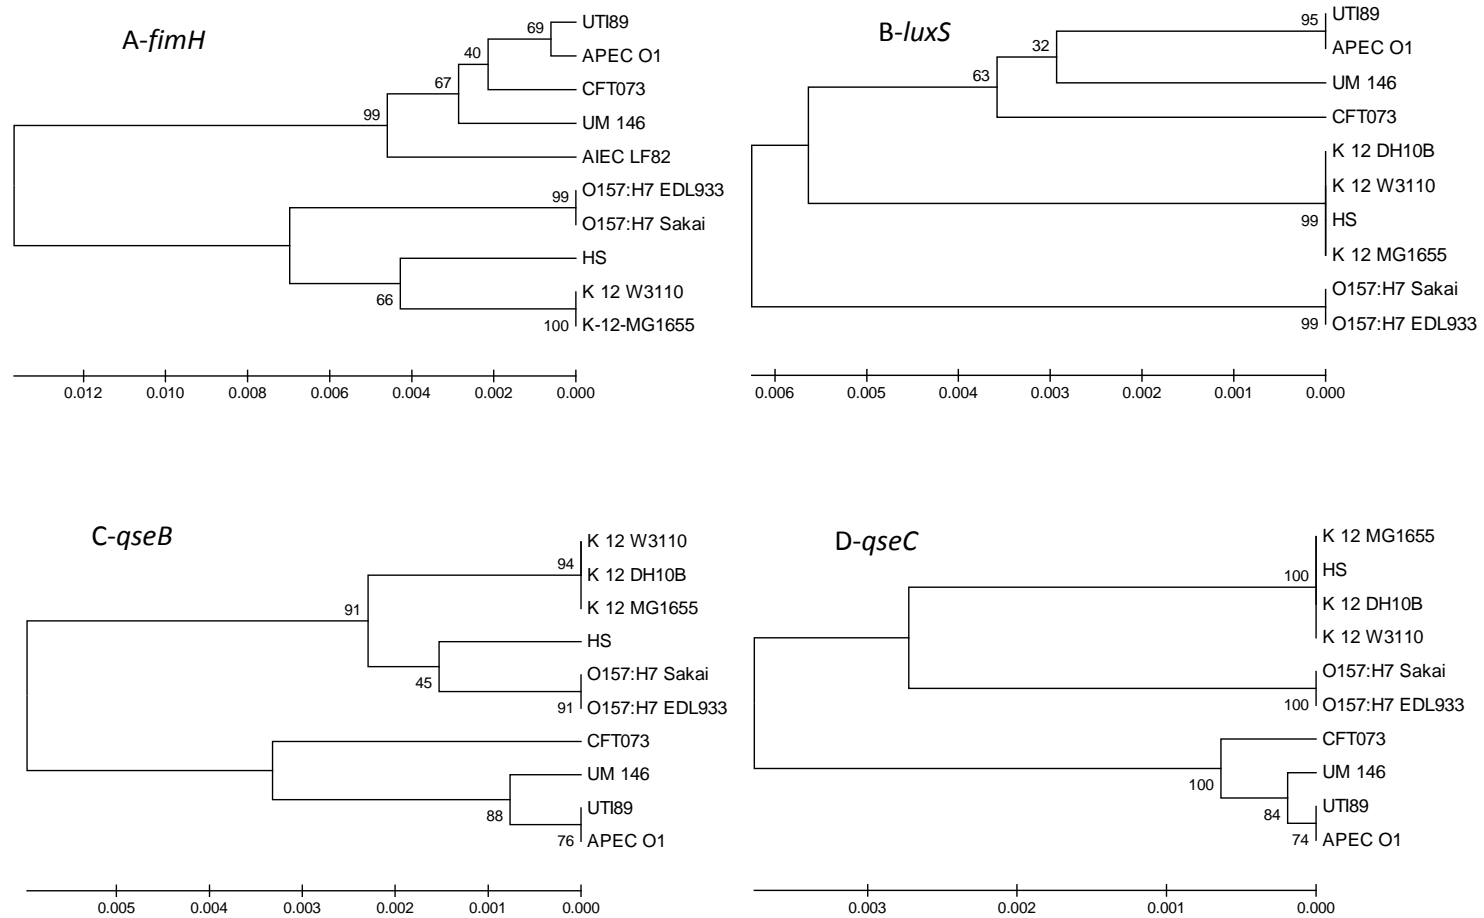 A-fimH
69
UTI89
APEC O1
40
CFT073
67
UM 146
99
AIEC LF82
O157:H7 EDL933
99
O157:H7 Sakai
HS
66
K 12 W3110
100
K-12-MG1655
0.012 0.010 0.008 0.006 0.004 0.002 0.000
B-luxS
95
UTI89
APEC O1
32
UM 146
63
CFT073
K 12 DH10B
K 12 W3110
99
HS
K 12 MG1655
O157:H7 Sakai
99
O157:H7 EDL933
0.006 0.005 0.004 0.003 0.002 0.001 0.000
C-qseB
K 12 W3110
94
K 12 DH10B
91
K 12 MG1655
HS
45
O157:H7 Sakai
91
O157:H7 EDL933
CFT073
UM 146
88
UTI89
76
APEC O1
0.005 0.004 0.003 0.002 0.001 0.000
D-qseC
K 12 MG1655
100
HS
K 12 DH10B
K 12 W3110
O157:H7 Sakai
100
O157:H7 EDL933
CFT073
100
UM 146
84
UTI89
74
APEC O1
0.003 0.002 0.001 0.000